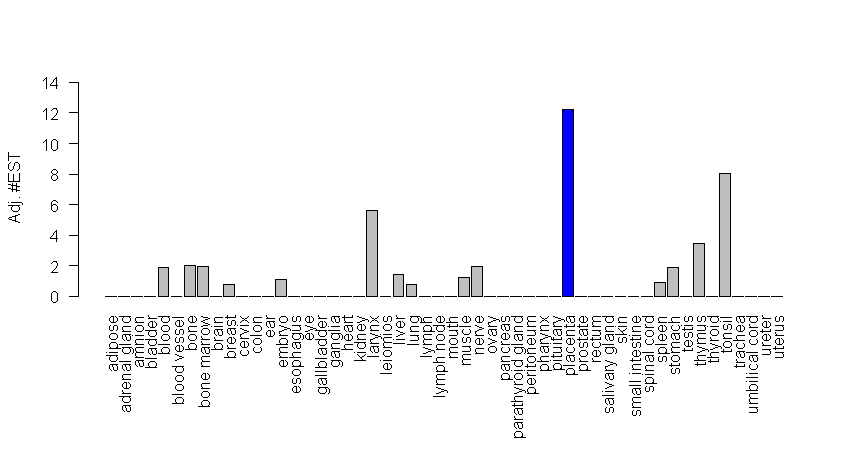 Adj. #EST
14
12
10
8
6
4
2
0
adipose
adrenal gland
amnion
bladder
blood
blood vessel
bone
bone marrow
brain
breast
cervix
colon
ear
embryo
esophagus
eye
gallbladder
ganglia
heart
kidney
larynx
leiomios
liver
lung
lymph
lymph node
mouth
muscle
nerve
ovary
pancreas
parathyroid gland
peritoneum
pharynx
pituitary
placenta
prostate
rectum
salivary gland
skin
small intestine
spinal cord
spleen
stomach
testis
thymus
thyroid
tonsil
trachea
umbilical cord
ureter
uterus